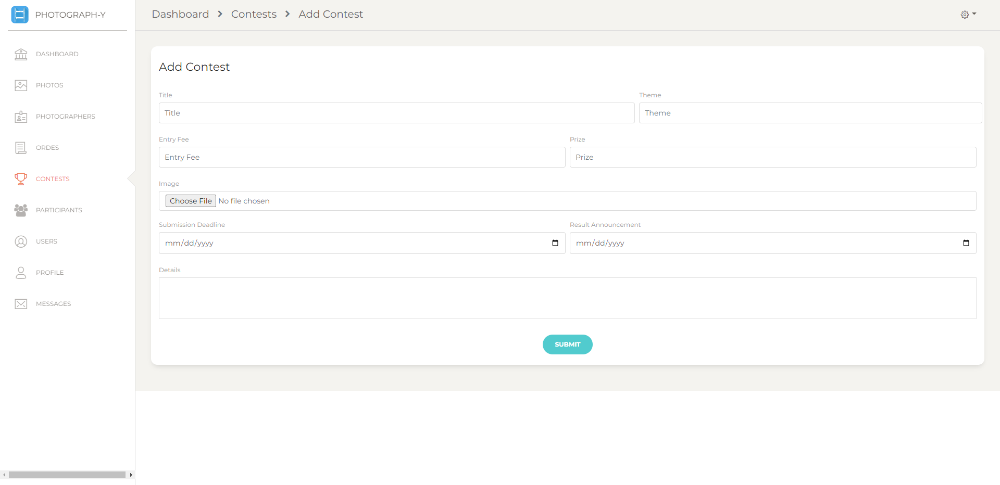 PHOTOGRAPH-Y
DASHBOARD
PHOTOS
PHOTOGRAPHERS
ORDES
CONTESTS
PARTICIPANTS
USERS
PROFILE
MESSAGES
Dashboard > Contests > Add Contest
Add Contest
Title Theme
Title Theme
Entry Fee Prize
Entry Fee Prize
Image
Choose File No file chosen
Submission Deadline Result Announcement
mm/dd/yyyy mm/dd/yyyy
Details
SUBMIT